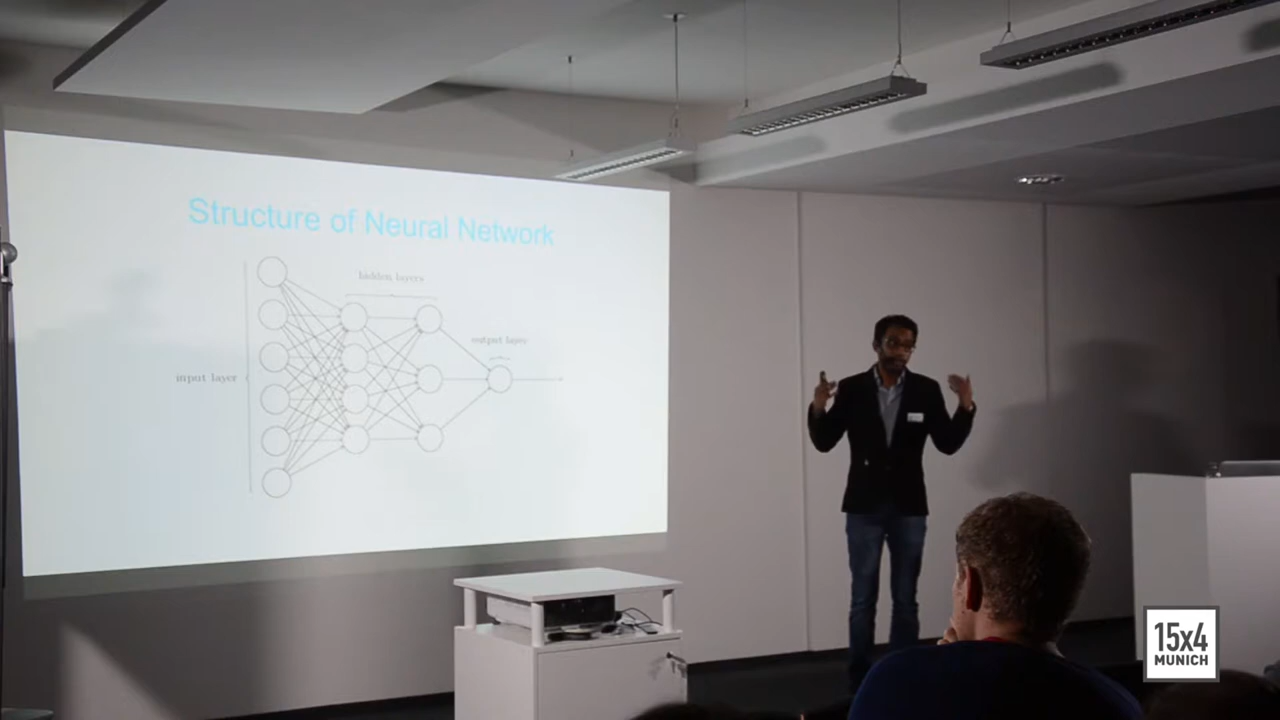 Structure of Neural Network
hidden layers
output layer
input layer
15x4
MUNICH